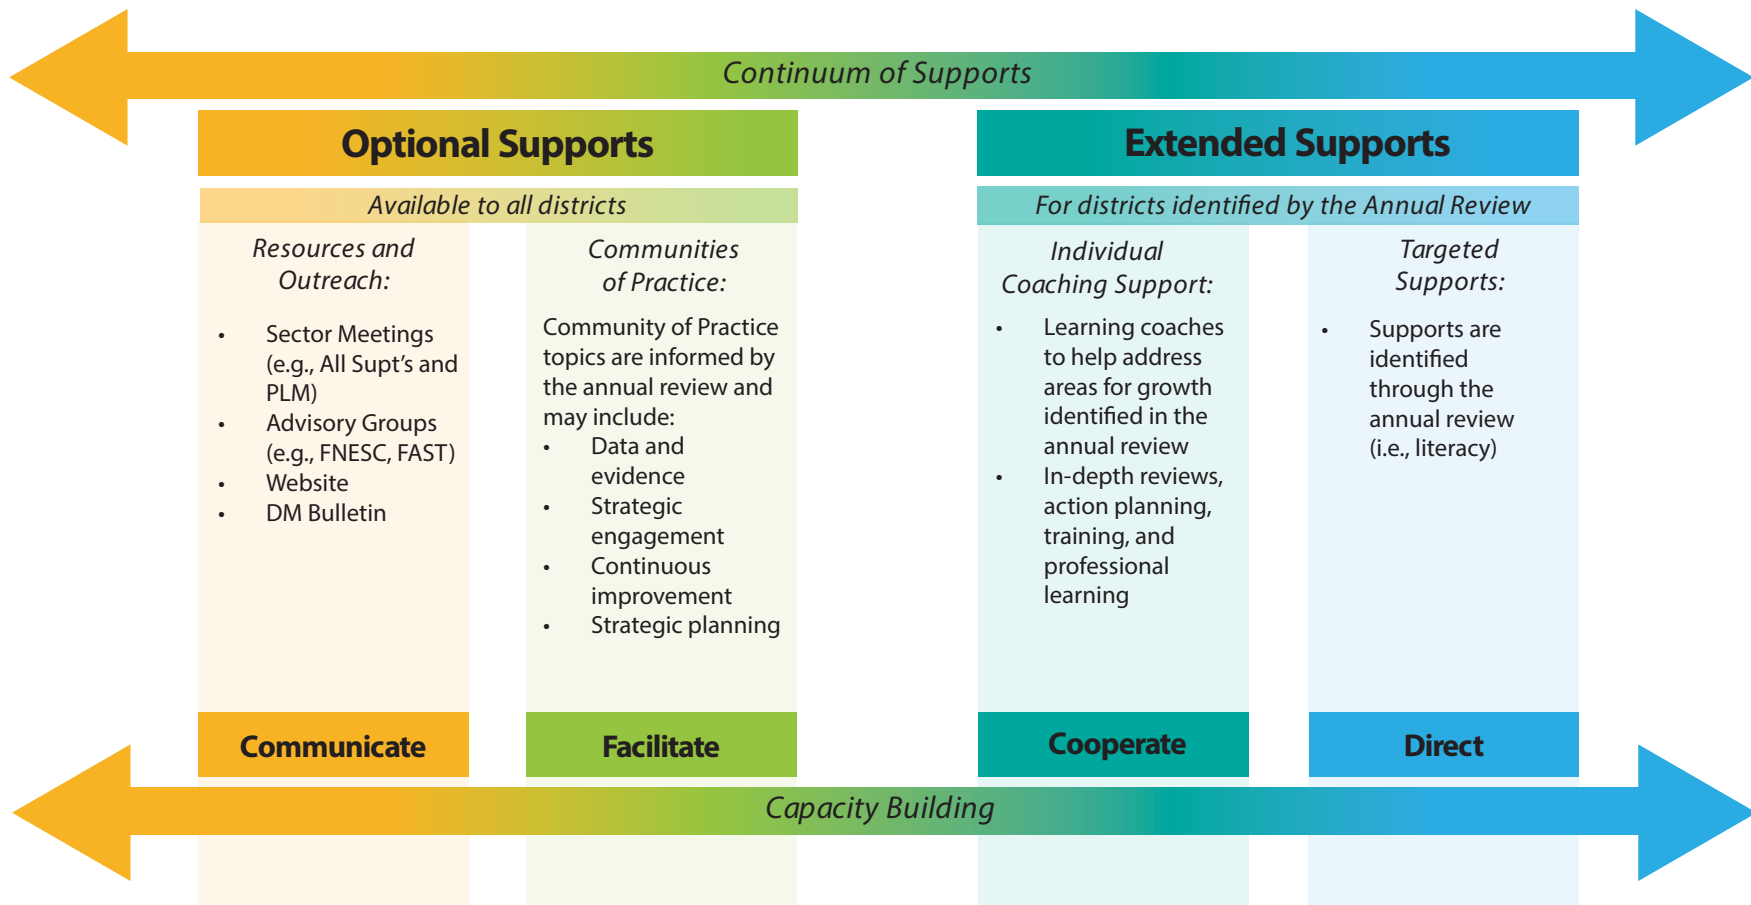 Continuum of Supports
Optional Supports
Available to all districts
Resources and
Outreach:
• Sector Meetings
(e.g., All Supt's and
PLM)
• Advisory Groups
(e.g., FNESC, FAST)
• Website
• DM Bulletin
Communicate
Communities
of Practice:
Community of Practice
topics are informed by
the annual review and
may include:
• Data and
evidence
• Strategic
engagement
• Continuous
improvement
• Strategic planning
Facilitate
Extended Supports
For districts identified by the Annual Review
Individual
Coaching Support:
• Learning coaches
to help address
areas for growth
identified in the
annual review
• In-depth reviews,
action planning,
training, and
professional
learning
Cooperate
Targeted
Supports:
• Supports are
identified
through the
annual review
(i.e., literacy)
Direct
Capacity Building